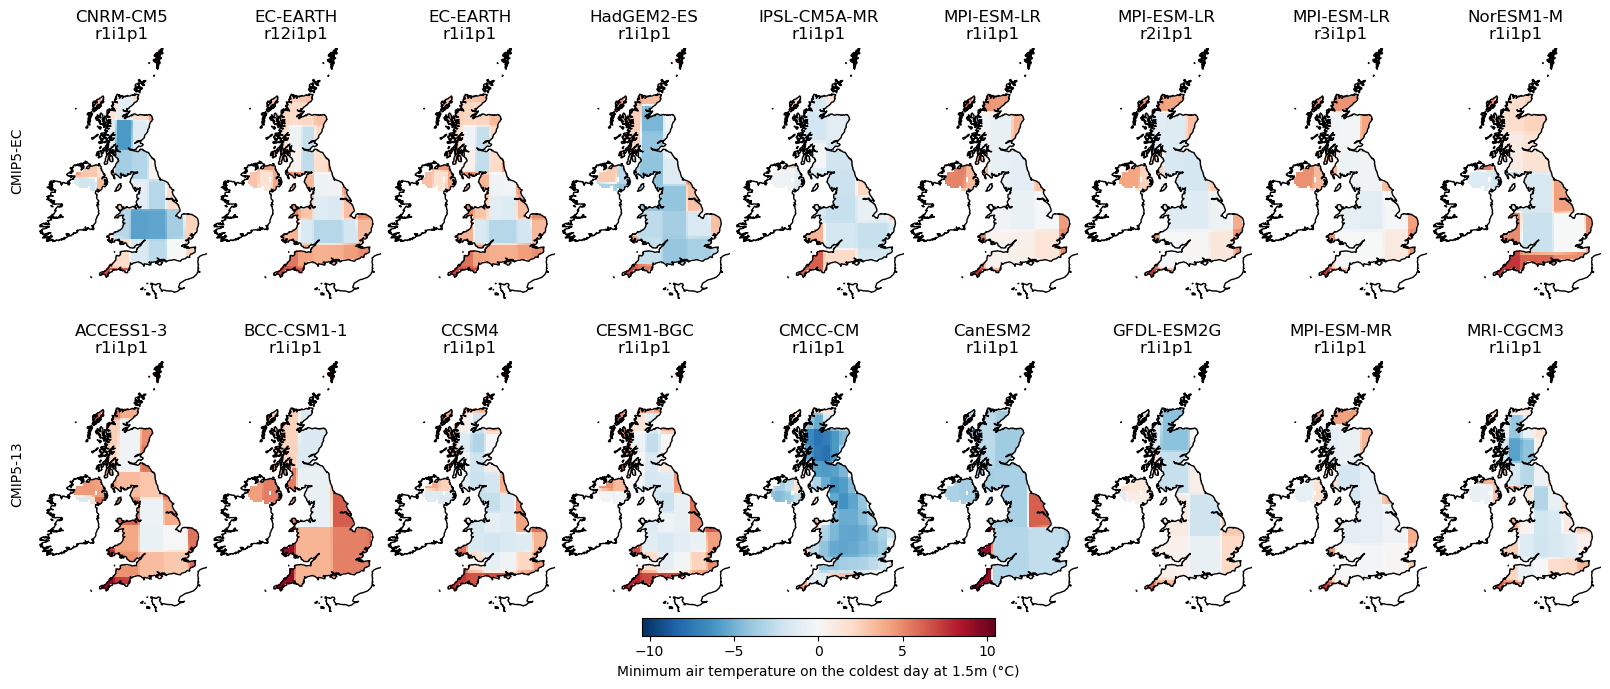 CNRM-CM5 EC-EARTH EC-EARTH HadGEM2-ES IPSL-CM5A-MR MPI-ESM-LR MPI-ESM-LR MPI-ESM-LR NorESM1-M
r1i1p1 r12i1p1 r1i1p1 r1i1p1 r1i1p1 r1i1p1 r2i1p1 r3i1p1 r1i1p1
CMIP5-EC
ACCESS1-3 BCC-CSM1-1 CCSM4 CESM1-BGC CMCC-CM CanESM2 GFDL-ESM2G MPI-ESM-MR MRI-CGCM3
r1i1p1 r1i1p1 r1i1p1 r1i1p1 r1i1p1 r1i1p1 r1i1p1 r1i1p1 r1i1p1
CMIP5-13
−10 −5 0 5 10
Minimum air temperature on the coldest day at 1.5m (°C)